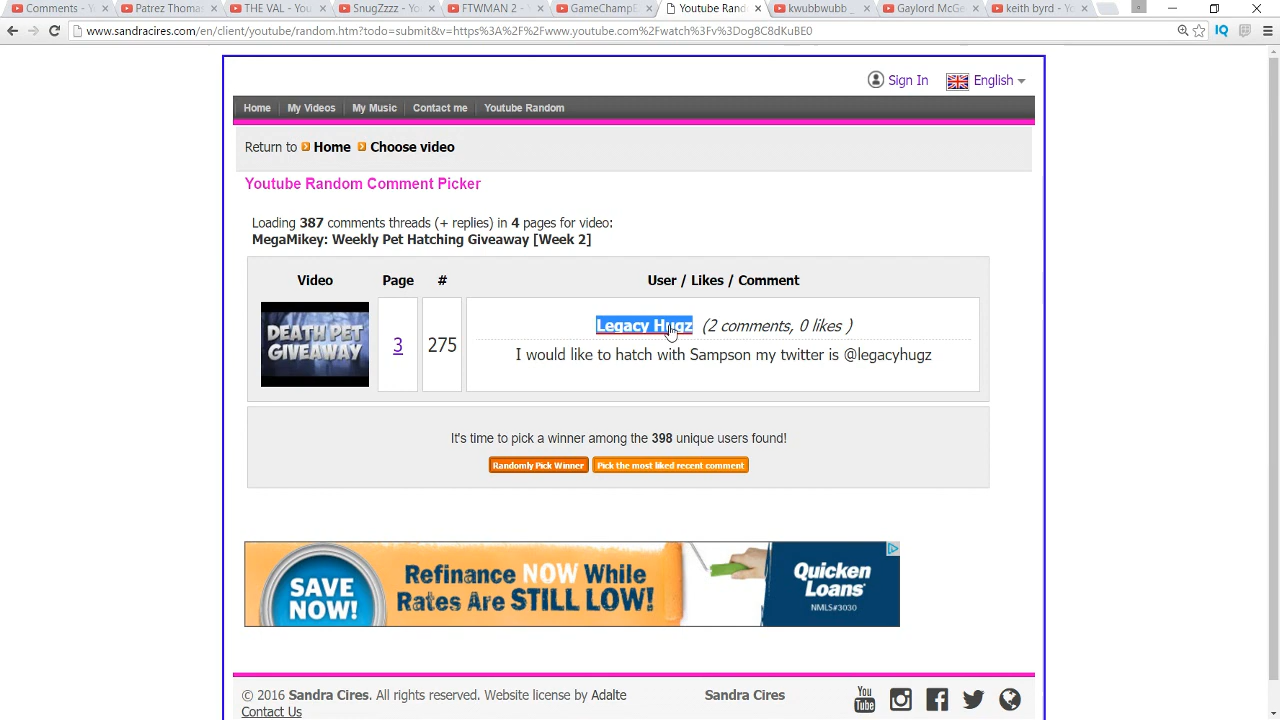 Comments - Y
Patrez Thomas
THE VAL - You
SnugZzzz - Yo
FTWMAN 2 -
GameChampE
Youtube Rand
kwubbwubb
Gaylord McGe
keith byrd - Yo
www.sandracires.com/en/client/youtube/random.htm?todo=submit&v=https%3A%2F%2Fwww.youtube.com%2Fwatch%3Fv%3Dog8C8dKuBE0
IQ
Sign In English
Home My Videos My Music Contact me Youtube Random
Return to Home Choose video
Youtube Random Comment Picker
Loading 387 comments threads (+ replies) in 4 pages for video:
MegaMikey: Weekly Pet Hatching Giveaway [Week 2]
Video Page # User / Likes / Comment
DEATH PET
GIVEAWAY
3
275
Legacy Hugz (2 comments, 0 likes )
I would like to hatch with Sampson my twitter is @legacyhugz
It's time to pick a winner among the 398 unique users found!
Randomly Pick Winner Pick the most liked recent comment
SAVE
NOW!
Refinance NOW While
Rates Are STILL LOW!
Quicken
Loans
NMLS#3030
© 2016 Sandra Cires. All rights reserved. Website license by Adalte
Contact Us
Sandra Cires
You
Tube